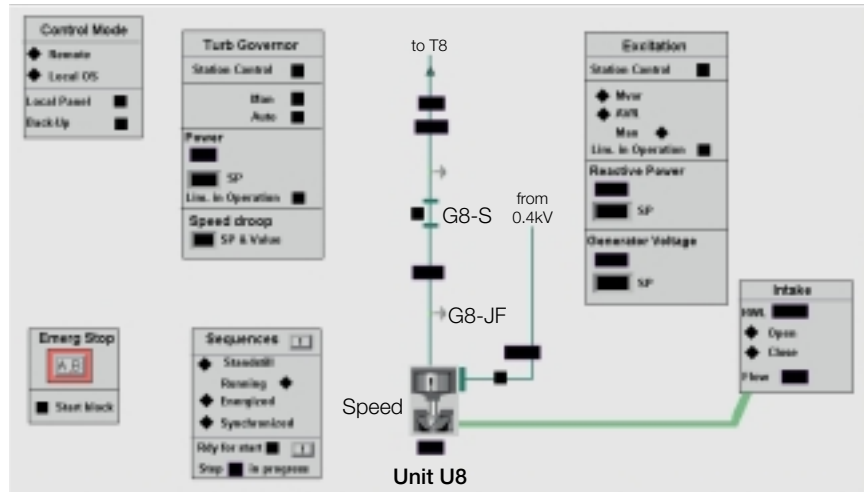 Control Mode
Remote
Local OS
Local Panel
Back-Up
Turb Governor
Station Control
Man
Auto
Power
SP
Lim. in Operation
Speed droop
SP & Value
to T8
G8-S
from
0.4kV
G8-JF
Speed
Unit U8
Excitation
Station Control
Mvar
AVR
Man
Lim. in Operation
Reactive Power
SP
Generator Voltage
SP
Intake
HWL
Open
Close
Flow
Emerg Stop
A B
Start block
Sequences
Standstill
Running
Energized
Synchronized
Rdy for start
Stop in progress